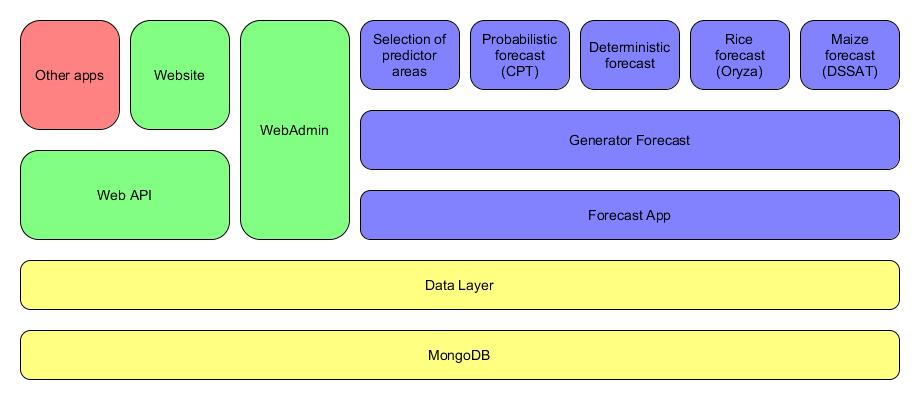 Other apps
Website
WebAdmin
Selection of
predictor
areas
Probabilistic
forecast
(CPT)
Deterministic
forecast
Rice
forecast
(Oryza)
Maize
forecast
(DSSAT)
Generator Forecast
Web API
Forecast App
Data Layer
MongoDB